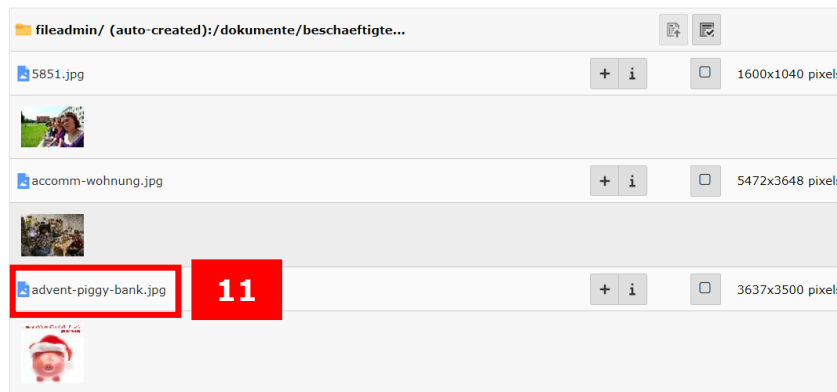 fileadmin/ (auto-created):/dokumente/beschaeftigte...
5851.jpg + i 1600x1040 pixels
accomm-wohnung.jpg + i 5472x3648 pixels
advent-piggy-bank.jpg 11 + i 3637x3500 pixels